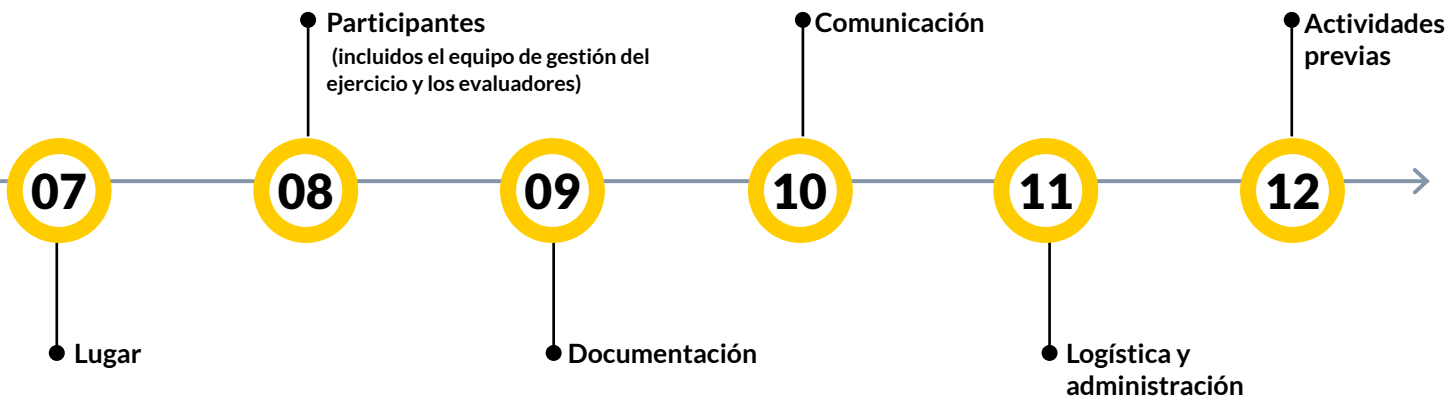 Participantes
(incluidos el equipo de gestión del
ejercicio y los evaluadores)
Comunicación
Actividades
previas
07
08
09
10
11
12
Lugar
Documentación
Logística y
administración